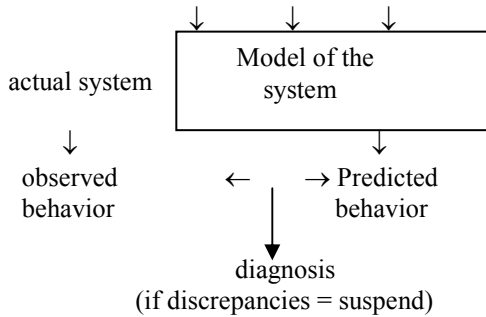 Model of the
system
actual system
observed
behavior
Predicted
behavior
diagnosis
(if discrepancies = suspend)